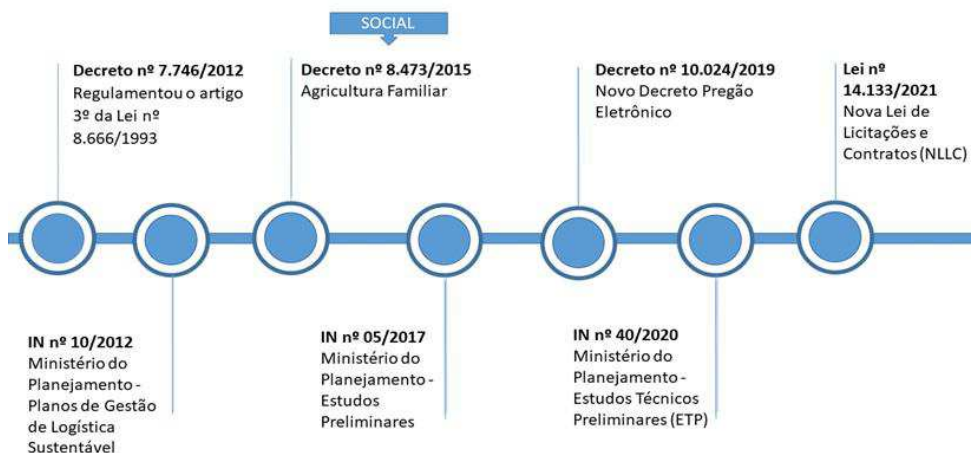 SOCIAL
Decreto nº 7.746/2012
Regulamentou o artigo
3º da Lei nº
8.666/1993
Decreto nº 8.473/2015
Agricultura Familiar
Decreto nº 10.024/2019
Novo Decreto Pregão
Eletrônico
Lei nº
14.133/2021
Nova Lei de
Licitações e
Contratos (NLLC)
IN nº 10/2012
Ministério do
Planejamento -
Planos de Gestão
de Logística
Sustentável
IN nº 05/2017
Ministério do
Planejamento -
Estudos
Preliminares
IN nº 40/2020
Ministério do
Planejamento -
Estudos Técnicos
Preliminares (ETP)